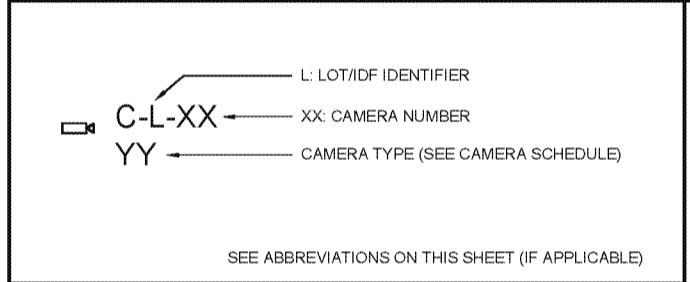 L: LOT/IDF IDENTIFIER
C-L-XX
XX: CAMERA NUMBER
YY
CAMERA TYPE (SEE CAMERA SCHEDULE)
SEE ABBREVIATIONS ON THIS SHEET (IF APPLICABLE)